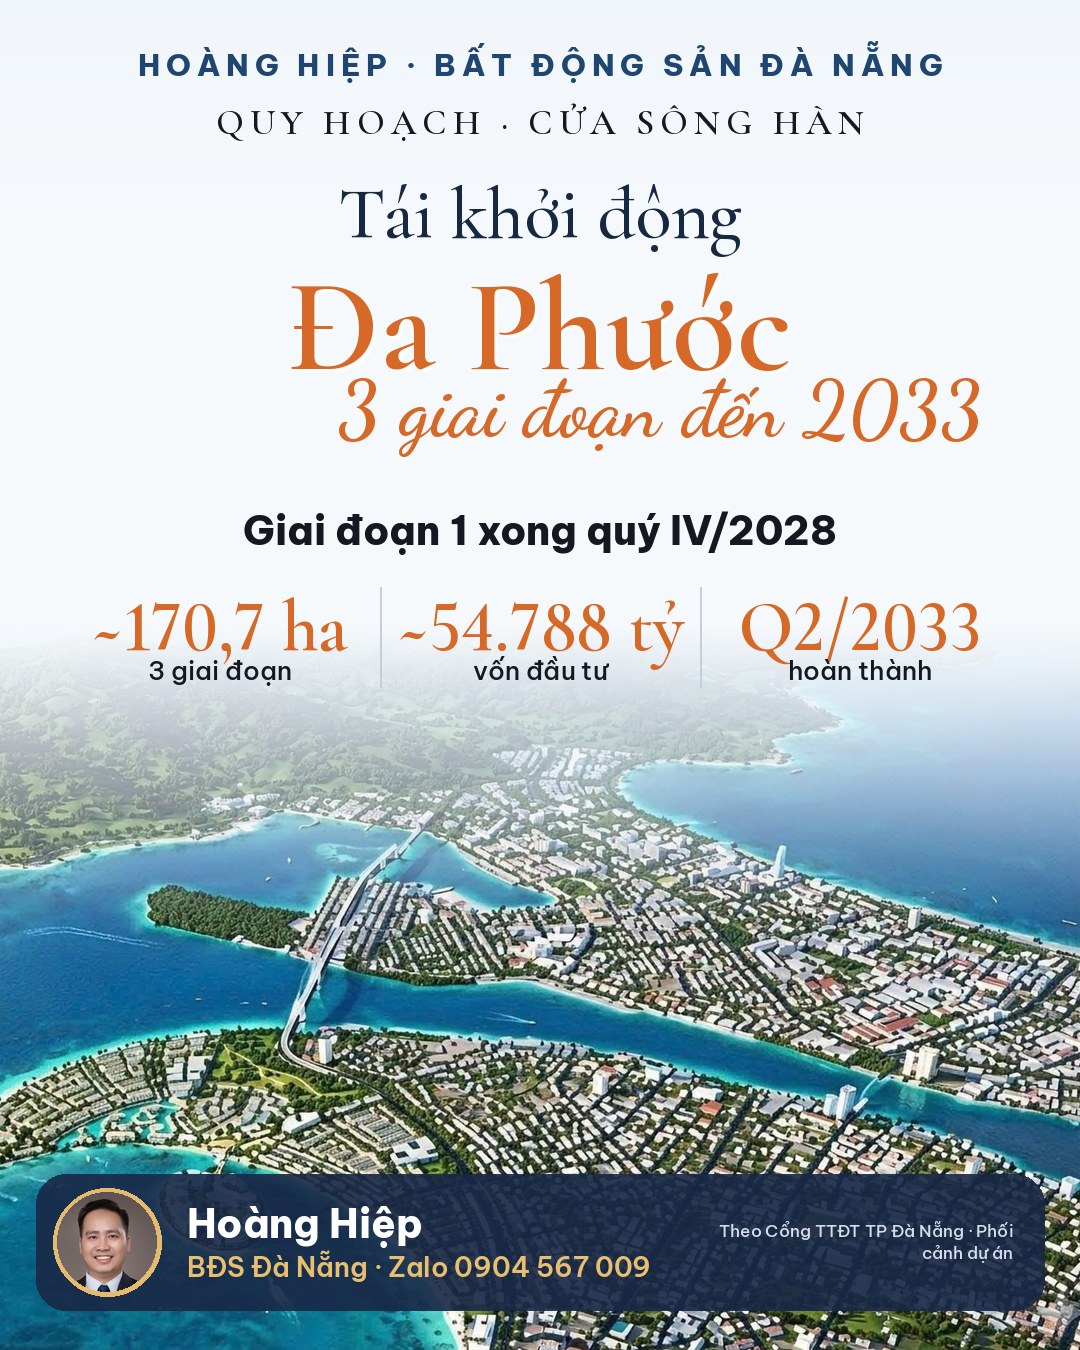 HOÀNG HIỆP · BẤT ĐỘNG SẢN ĐÀ NẴNG
QUY HOẠCH · CỬA SÔNG HÀN
Tái khởi động
Đa Phước
3 giai đoạn đến 2033
Giai đoạn 1 xong quý IV/2028
~170,7 ha
3 giai đoạn
~54.788 tỷ
vốn đầu tư
Q2/2033
hoàn thành
Hoàng Hiệp
BĐS Đà Nẵng · Zalo 0904 567 009
Theo Cổng TTĐT TP Đà Nẵng · Phối
cảnh dự án